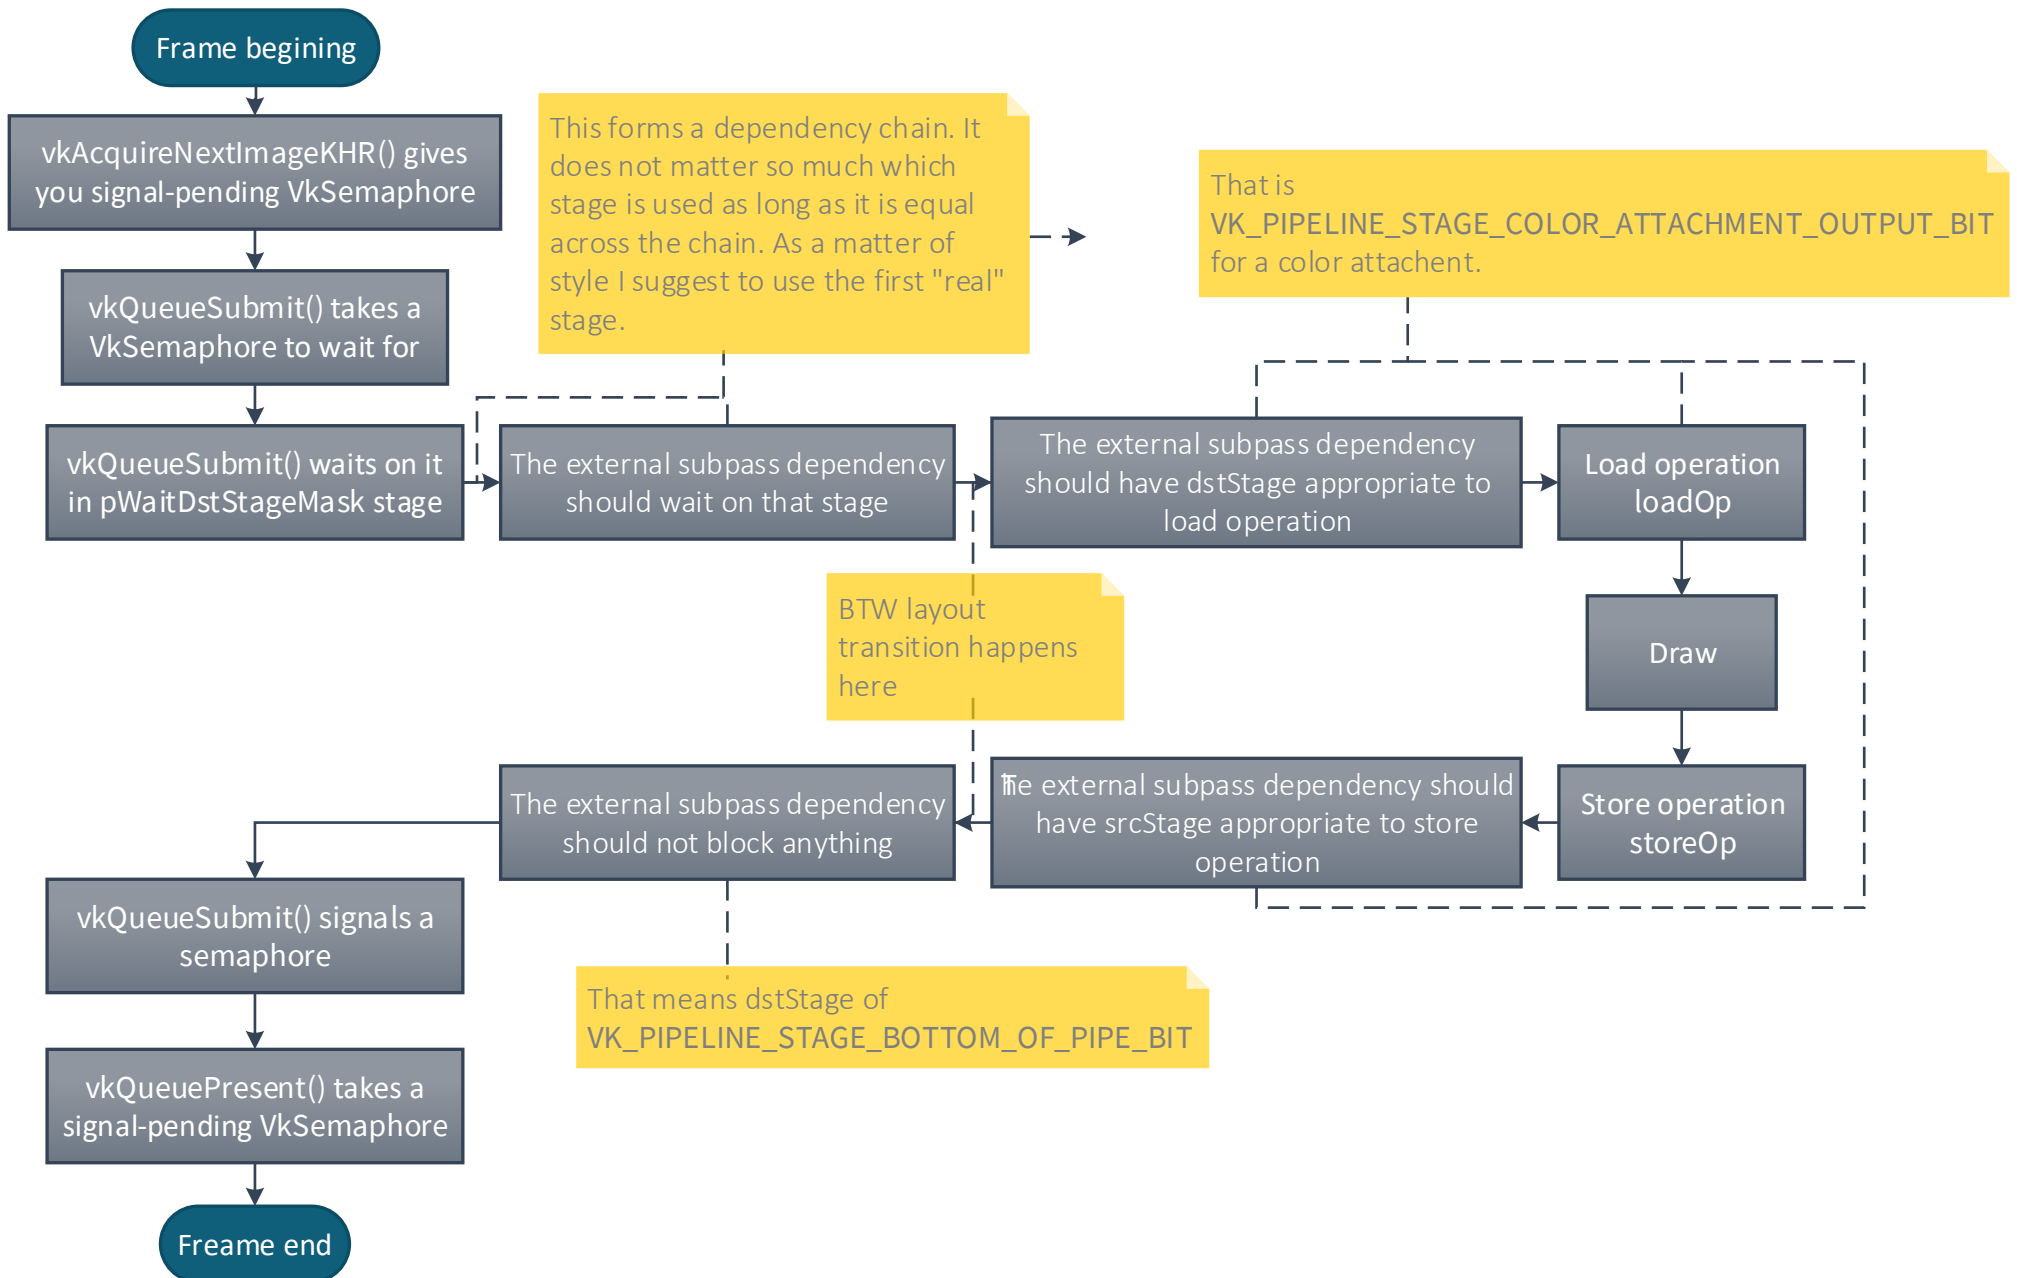 Frame begining
vkAcquireNextImageKHR() gives
you signal-pending VkSemaphore
vkQueueSubmit() takes a
VkSemaphore to wait for
vkQueueSubmit() waits on it
in pWaitDstStageMask stage
This forms a dependency chain. It
does not matter so much which
stage is used as long as it is equal
across the chain. As a matter of
style I suggest to use the first "real"
stage.
The external subpass dependency
should wait on that stage
That is
VK_PIPELINE_STAGE_COLOR_ATTACHMENT_OUTPUT_BIT
for a color attachent.
The external subpass dependency
should have dstStage appropriate to
load operation
Load operation
loadOp
BTW layout
transition happens
here
Draw
Store operation
storeOp
The external subpass dependency should
have srcStage appropriate to store
operation
The external subpass dependency
should not block anything
That means dstStage of
VK_PIPELINE_STAGE_BOTTOM_OF_PIPE_BIT
vkQueueSubmit() signals a
semaphore
vkQueuePresent() takes a
signal-pending VkSemaphore
Freame end